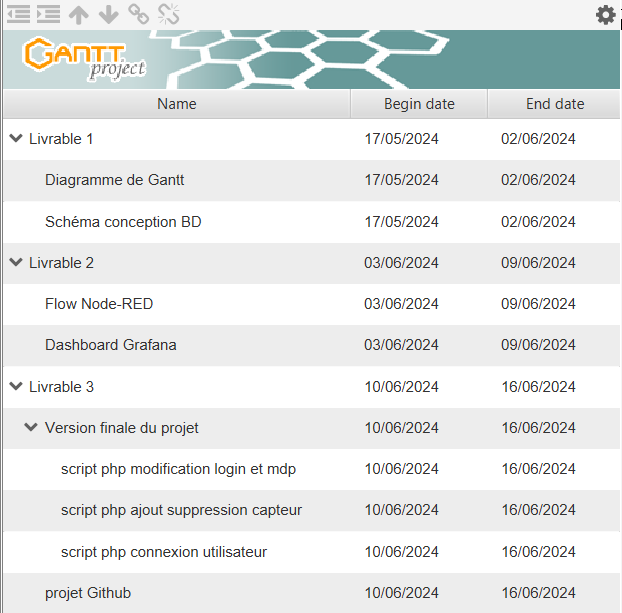 GANTT
project
Name Begin date End date
Livrable 1 17/05/2024 02/06/2024
Diagramme de Gantt 17/05/2024 02/06/2024
Schéma conception BD 17/05/2024 02/06/2024
Livrable 2 03/06/2024 09/06/2024
Flow Node-RED 03/06/2024 09/06/2024
Dashboard Grafana 03/06/2024 09/06/2024
Livrable 3 10/06/2024 16/06/2024
Version finale du projet 10/06/2024 16/06/2024
script php modification login et mdp 10/06/2024 16/06/2024
script php ajout suppression capteur 10/06/2024 16/06/2024
script php connexion utilisateur 10/06/2024 16/06/2024
projet Github 10/06/2024 16/06/2024